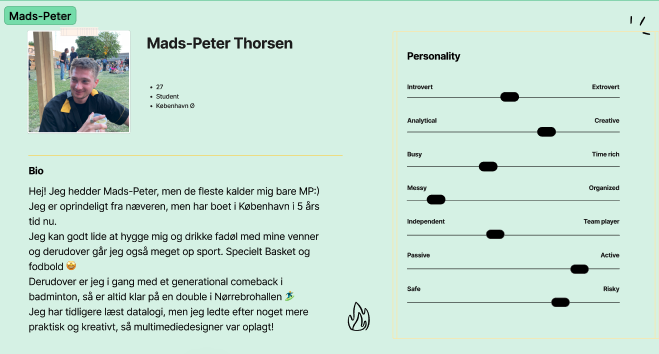 Mads-Peter
Mads-Peter Thorsen
27
Student
København Ø
Bio
Hej! Jeg hedder Mads-Peter, men de fleste kalder mig bare MP:)
Jeg er oprindeligt fra næveren, men har boet i København i 5 års
tid nu.
Jeg kan godt lide at hygge mig og drikke fadøl med mine venner
og derudover går jeg også meget op sport. Specielt Basket og
fodbold 🤩
Derudover er jeg i gang med et generational comeback i
badminton, så er altid klar på en double i Nørrebrohallen 🏄
Jeg har tidligere læst datalogi, men jeg ledte efter noget mere
praktisk og kreativt, så multimediedesigner var oplagt!
Personality
Introvert Extrovert
Analytical Creative
Busy Time rich
Messy Organized
Independent Team player
Passive Active
Safe Risky